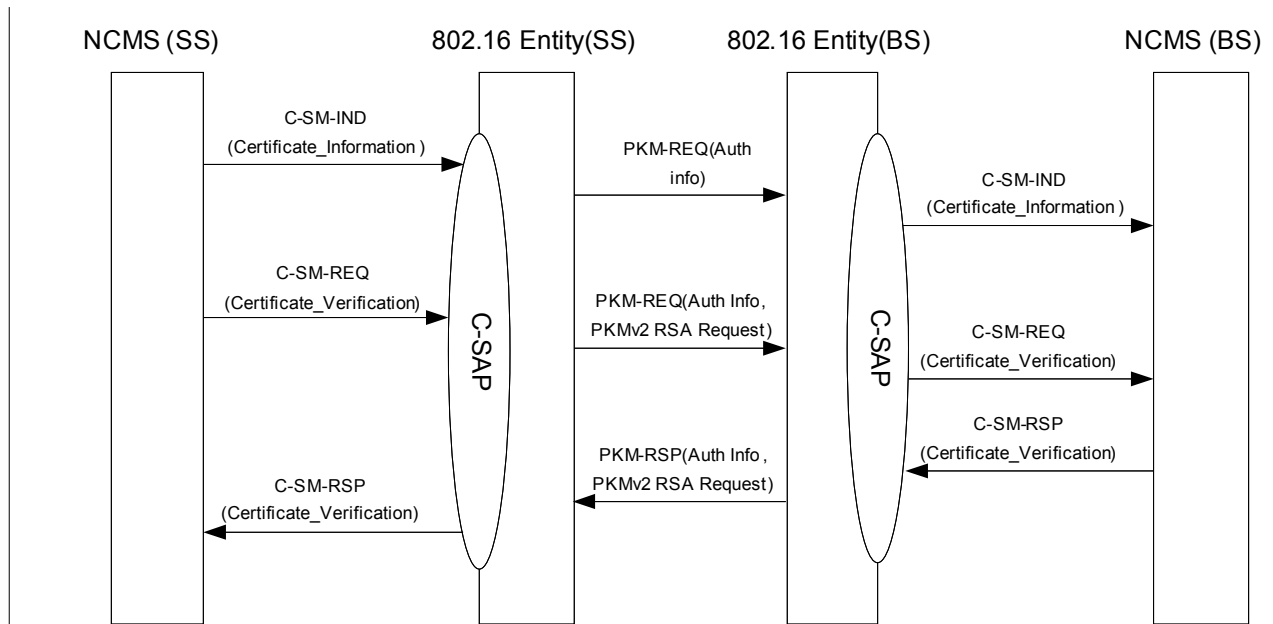 NCMS (SS)
802.16 Entity(SS)
802.16 Entity(BS)
NCMS (BS)
C-SM-IND
(Certificate_Information )
PKM-REQ(Auth
info)
C-SM-IND
(Certificate_Information )
C-SM-REQ
(Certificate_Verification)
PKM-REQ(Auth Info ,
PKMv2 RSA Request)
C-SM-REQ
(Certificate_Verification)
C-SAP
C-SAP
C-SM-RSP
(Certificate_Verification)
PKM-RSP(Auth Info ,
PKMv2 RSA Request)
C-SM-RSP
(Certificate_Verification)